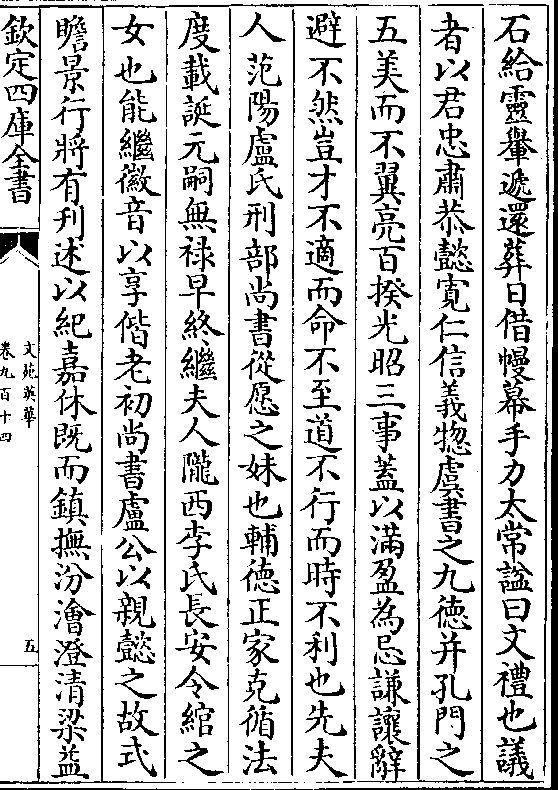 石給靈轝遞還葬日借幔幕手力太常諡曰文禮也議
者以君忠肅恭懿寛仁信義惣虞書之九德并孔門之
五美而不翼亮百揆光昭三事蓋以滿盈為忌謙讓辭
避不然豈才不適而命不至道不行而時不利也先夫
人范陽盧氏刑部尚書從愿之妹也輔德正家克循法
度載誕元嗣無禄早終繼夫人隴西李氏長安令綰之
女也能繼徽音以享偕老初尚書盧公以親懿之故式
瞻景行將有刋述以紀嘉休既而鎮撫汾澮澄清梁益
欽定四庫全書
文苑英華
卷九百十四
五